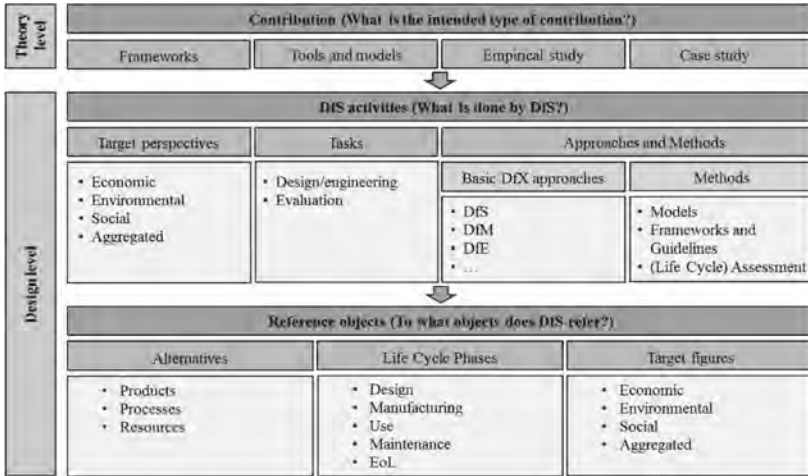 Theory level
Contribution (What is the intended type of contribution?)
Frameworks
Tools and models
Empirical study
Case study
Design level
DfS activities (What is done by DfS?)
Target perspectives
Tasks
Approaches and Methods
• Economic
• Environmental
• Social
• Aggregated
• Design/engineering
• Evaluation
Basic DfX approaches
Methods
• DfS
• DfM
• DfE
• …
• Models
• Frameworks and
Guidelines
• (Life Cycle) Assessment
Reference objects (To what objects does DfS refer?)
Alternatives
Life Cycle Phases
Target figures
• Products
• Processes
• Resources
• Design
• Manufacturing
• Use
• Maintenance
• EoL
• Economic
• Environmental
• Social
• Aggregated